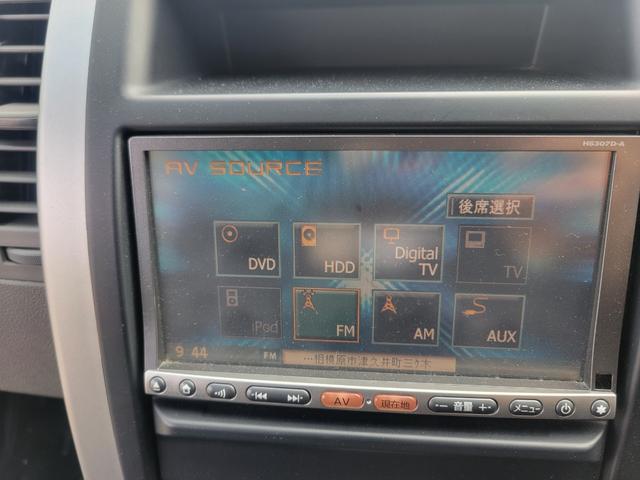 HS307D-A
AV SOURCE
後席選択
DVD
HDD
Digital TV
TV
iPod
FM
AM
AUX
9 44
FM
…相模原市津久井町三ケ木
AV
現在地
− 音量 +
メニュー